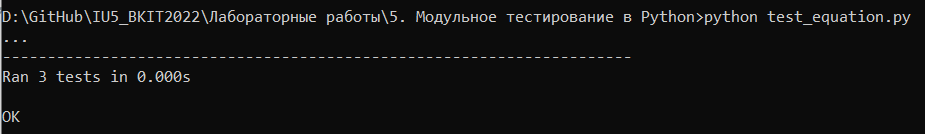 D:\GitHub\IU5_BKIT2022\Лабораторные работы\5. Модульное тестирование в Python>python test_equation.py
...
----------------------------------------------------------------------
Ran 3 tests in 0.000s
OK